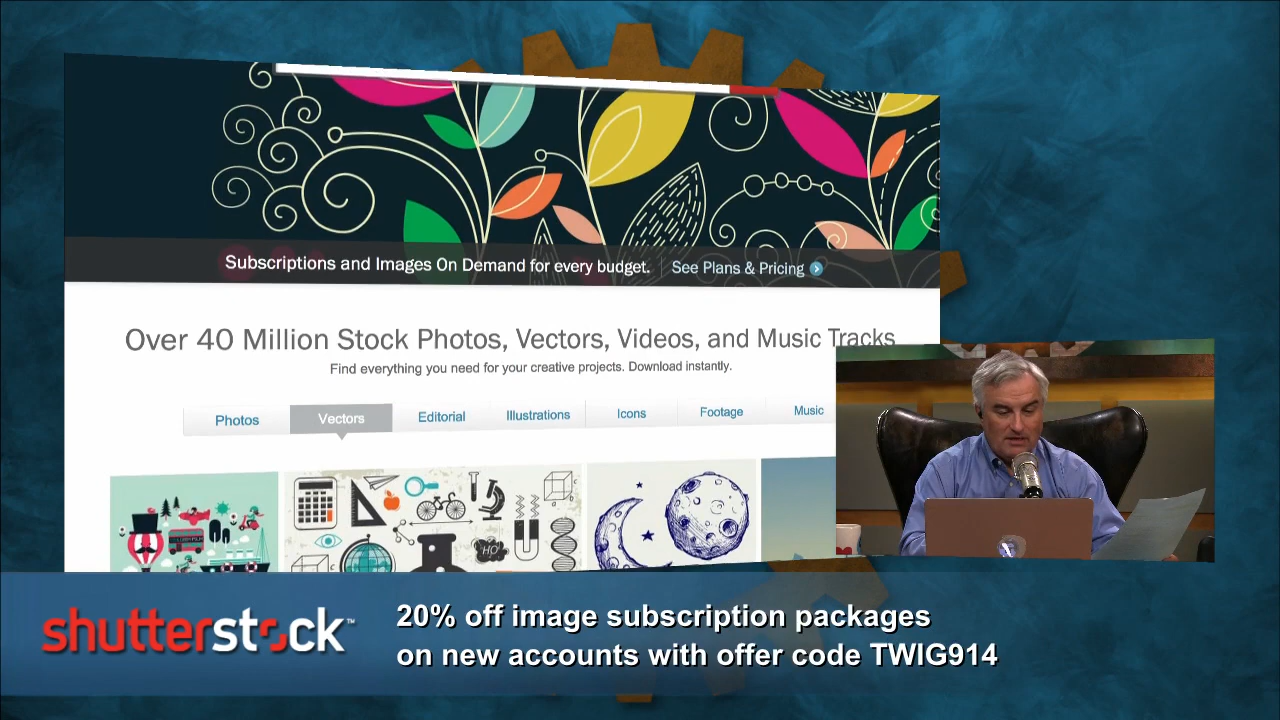 Subscriptions and Images On Demand for every budget. See Plans & Pricing
Over 40 Million Stock Photos, Vectors, Videos, and Music Tracks
Find everything you need for your creative projects. Download instantly.
Photos Vectors Editorial Illustrations Icons Footage Music
HO²
shutterstock™
20% off image subscription packages
on new accounts with offer code TWIG914